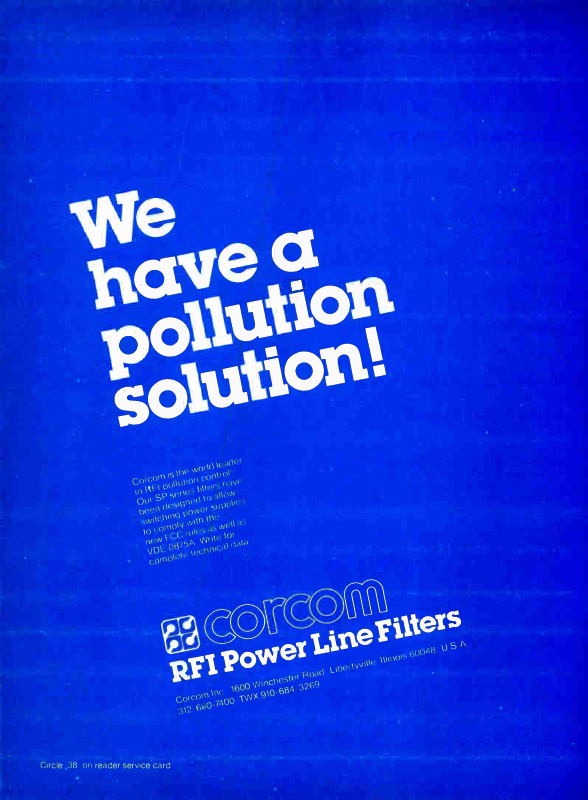 We
have a
pollution
solution!
Corcom is the world leader
in RFI pollution control.
Our SP series filters have
been designed to allow
switching power supplies
to comply with the
new FCC rules as well as
VDE 0875A. Write for
complete technical data.
corcom
RFI Power Line Filters
Corcom Inc. 1600 Winchester Road, Libertyville, Illinois 60048 U.S.A.
312-680-7400 TWX 910-684-3269
Circle 38 on reader service card